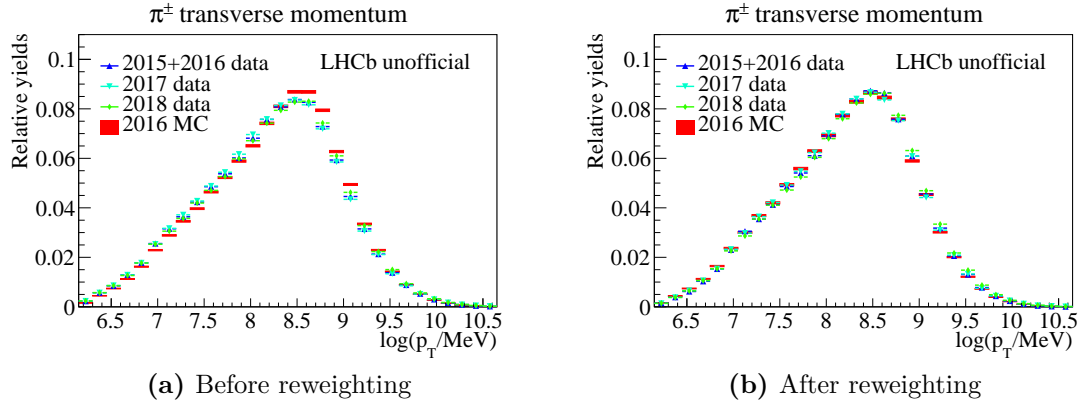 π± transverse momentum
Relative yields
0.1
0.08
0.06
0.04
0.02
0
2015+2016 data
2017 data
2018 data
2016 MC
LHCb unofficial
6.5 7 7.5 8 8.5 9 9.5 10 10.5
log(p_T/MeV)
(a) Before reweighting
π± transverse momentum
Relative yields
0.1
0.08
0.06
0.04
0.02
0
2015+2016 data
2017 data
2018 data
2016 MC
LHCb unofficial
6.5 7 7.5 8 8.5 9 9.5 10 10.5
log(p_T/MeV)
(b) After reweighting